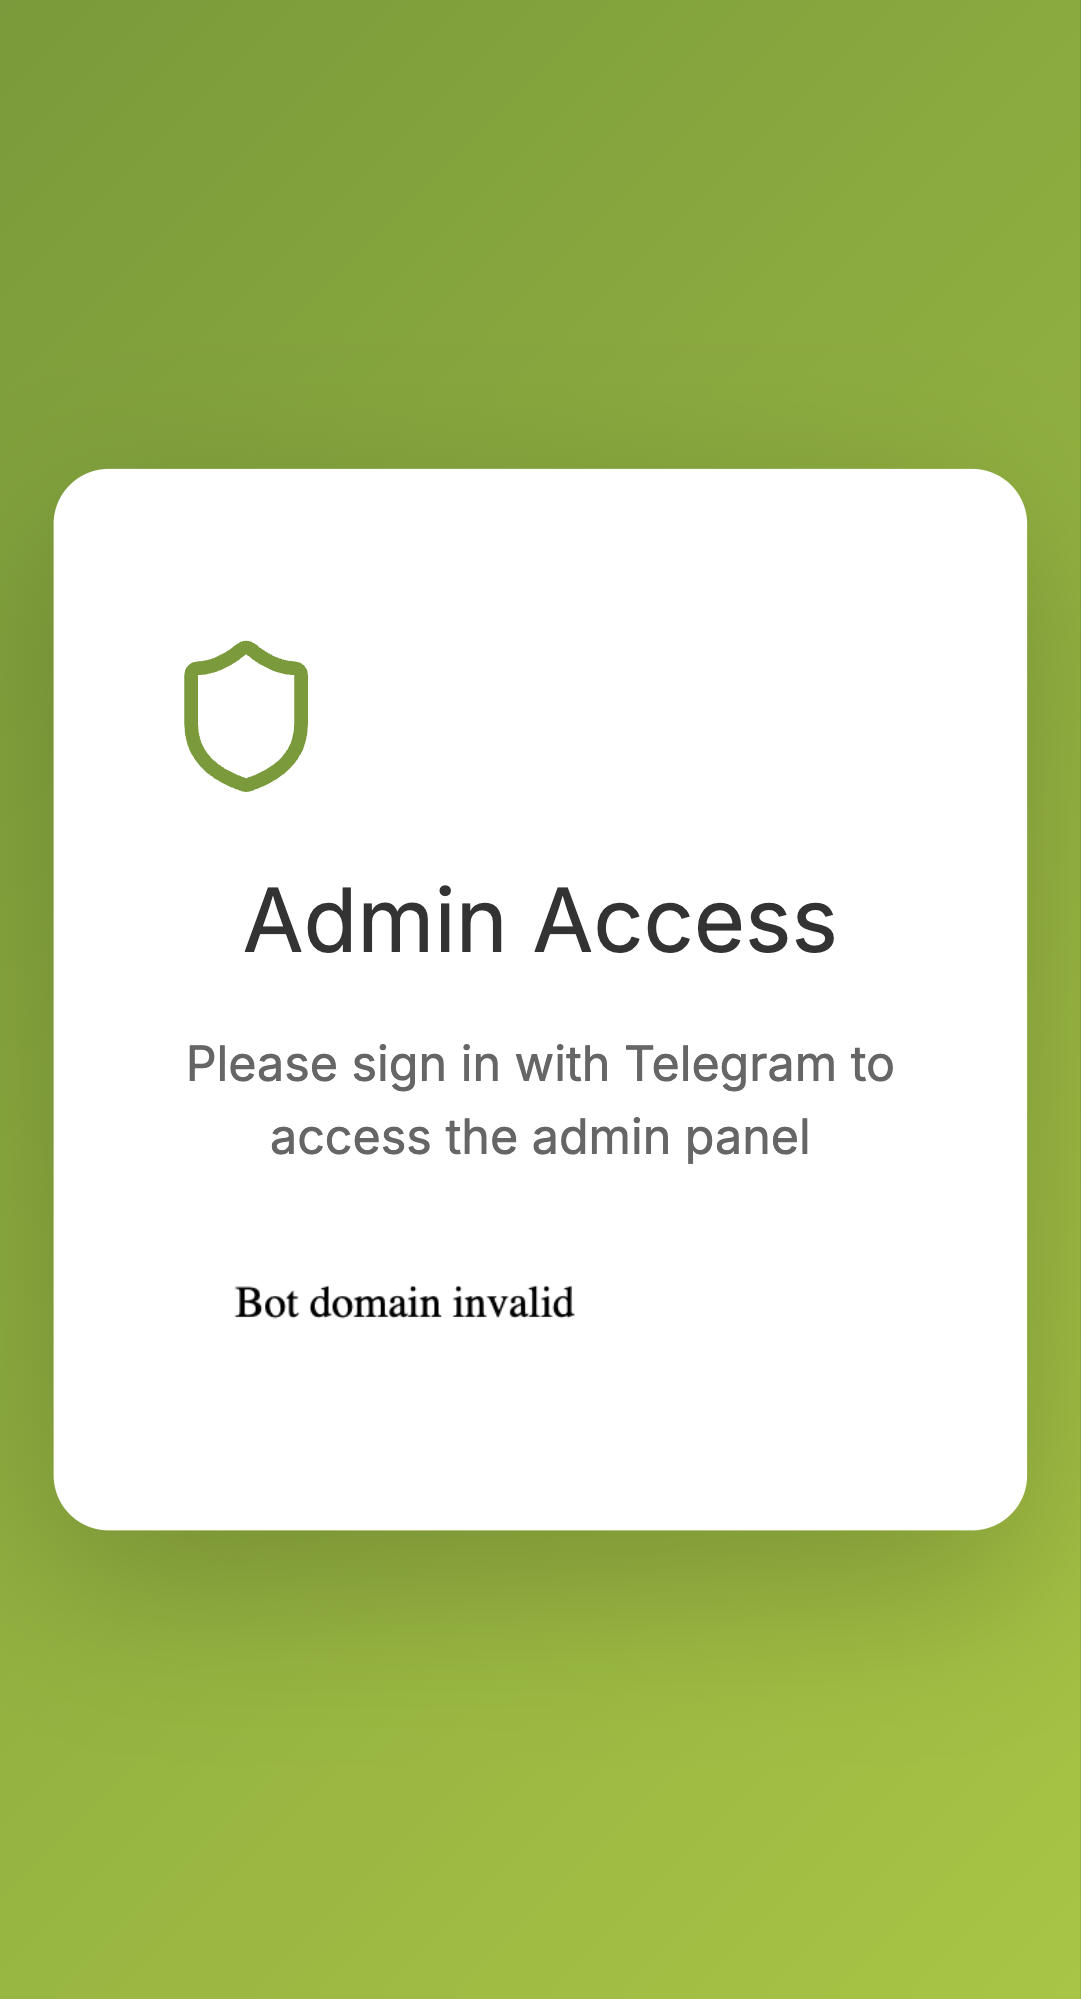 Admin Access
Please sign in with Telegram to
access the admin panel
Bot domain invalid